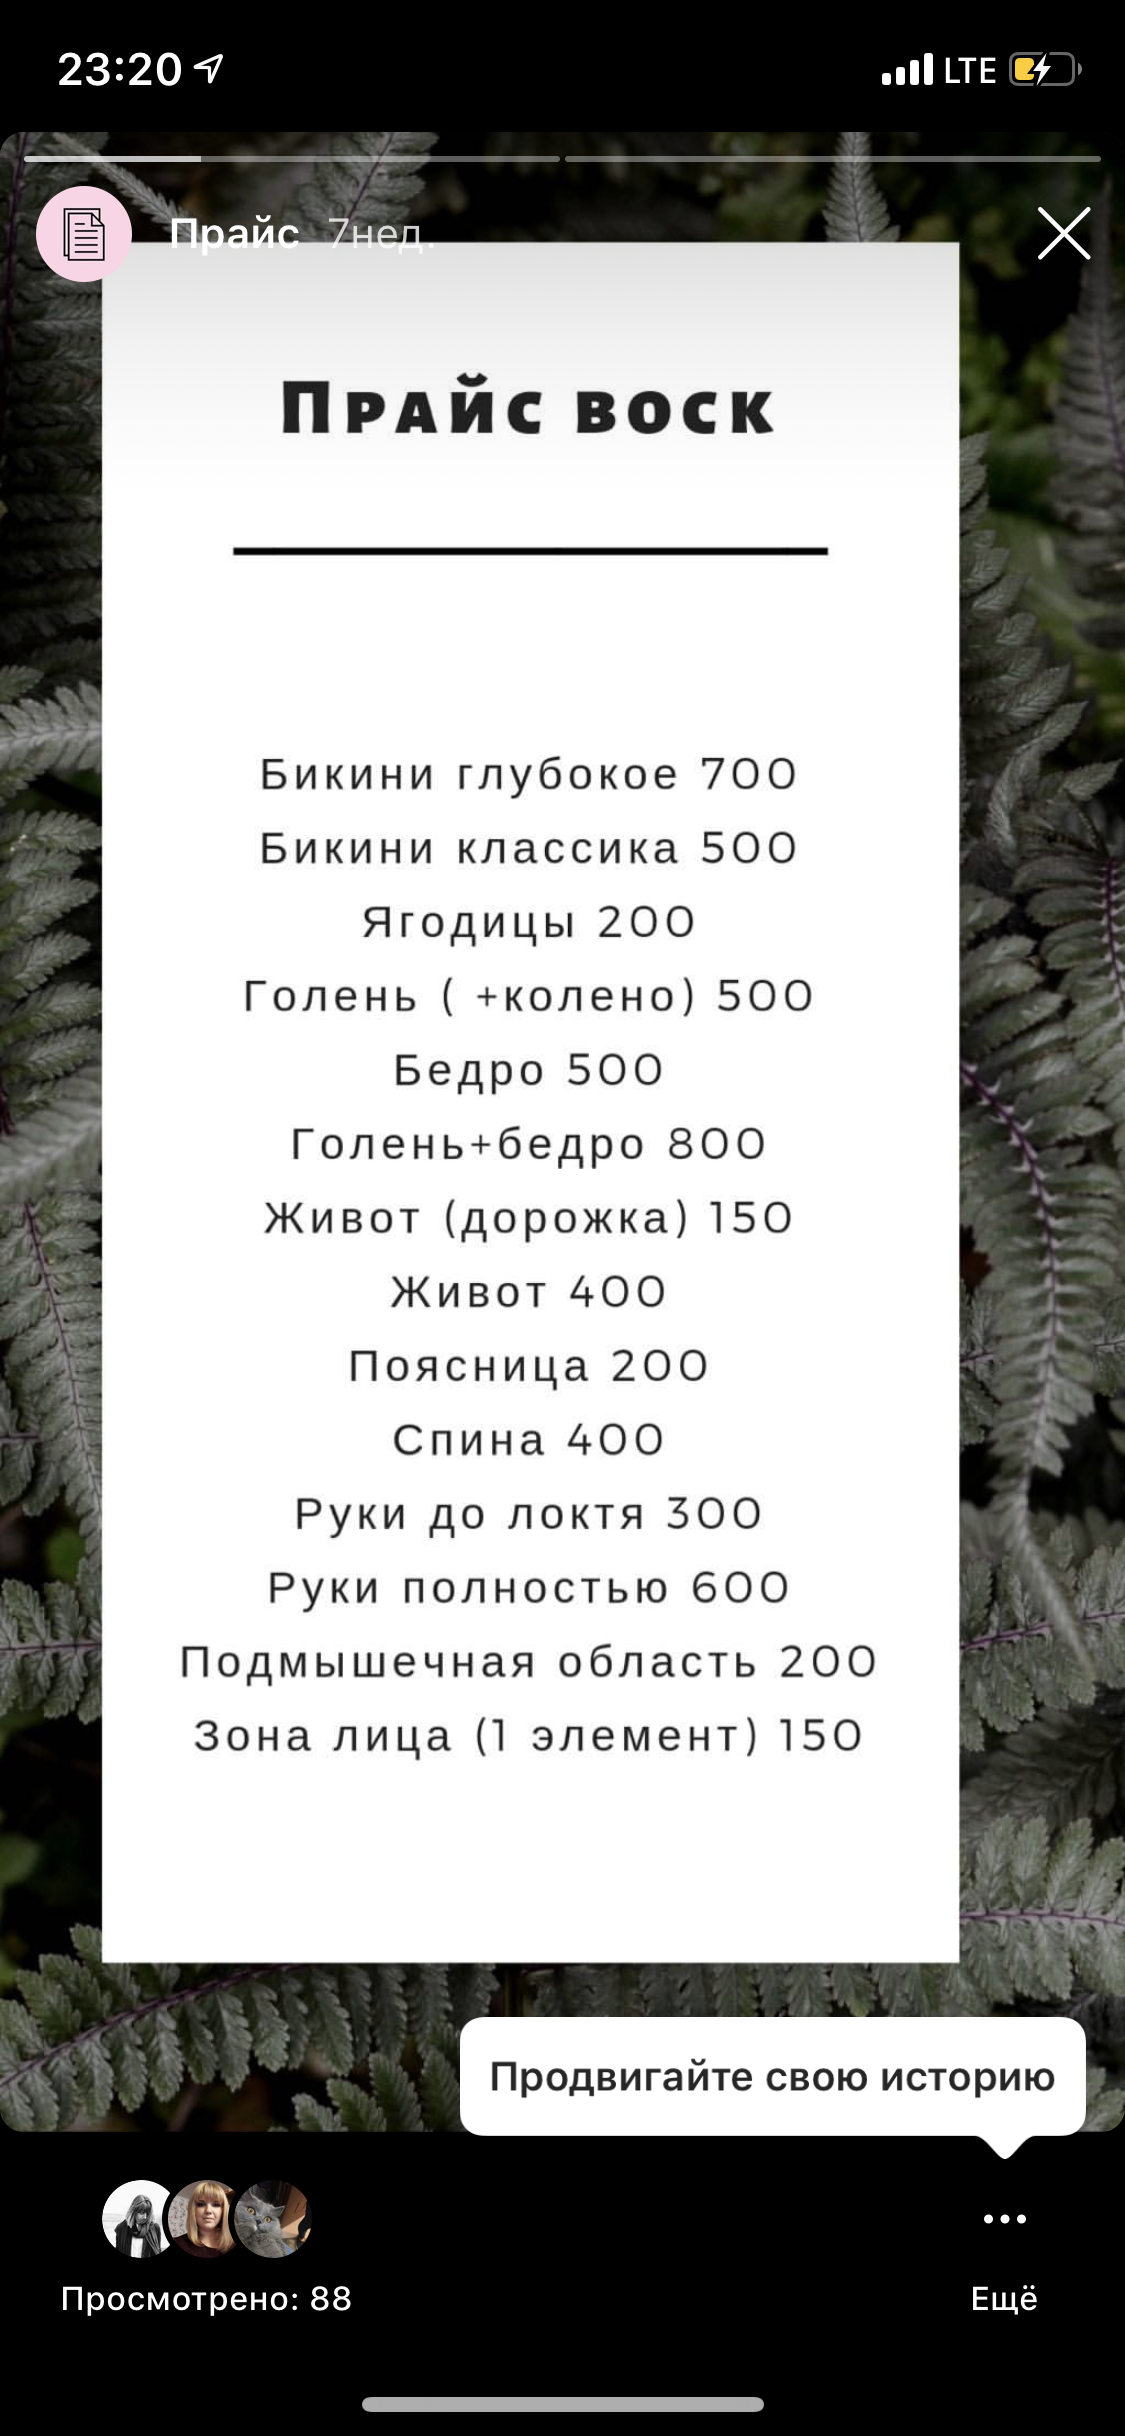 23:20
LTE
Прайс 7нед.
Прайс воск
Бикини глубокое 700
Бикини классика 500
Ягодицы 200
Голень ( +колено) 500
Бедро 500
Голень+бедро 800
Живот (дорожка) 150
Живот 400
Поясница 200
Спина 400
Руки до локтя 300
Руки полностью 600
Подмышечная область 200
Зона лица (1 элемент) 150
Продвигайте свою историю
Просмотрено: 88
Ещё